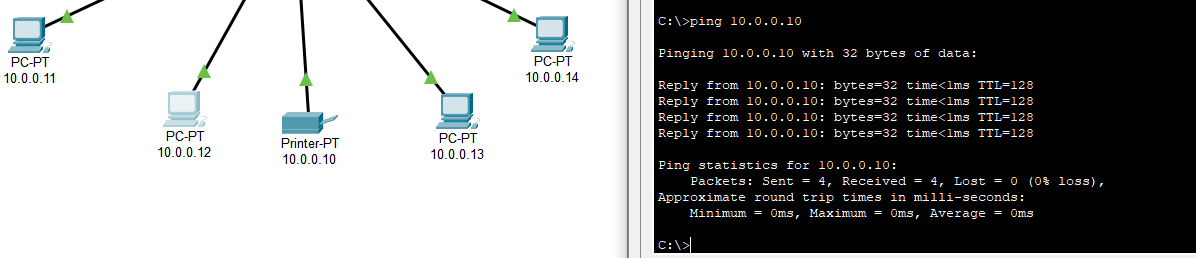 PC-PT
10.0.0.11
PC-PT
10.0.0.12
Printer-PT
10.0.0.10
PC-PT
10.0.0.13
PC-PT
10.0.0.14
C:\>ping 10.0.0.10
Pinging 10.0.0.10 with 32 bytes of data:
Reply from 10.0.0.10: bytes=32 time<1ms TTL=128
Reply from 10.0.0.10: bytes=32 time<1ms TTL=128
Reply from 10.0.0.10: bytes=32 time<1ms TTL=128
Reply from 10.0.0.10: bytes=32 time<1ms TTL=128
Ping statistics for 10.0.0.10:
Packets: Sent = 4, Received = 4, Lost = 0 (0% loss),
Approximate round trip times in milli-seconds:
Minimum = 0ms, Maximum = 0ms, Average = 0ms
C:\>